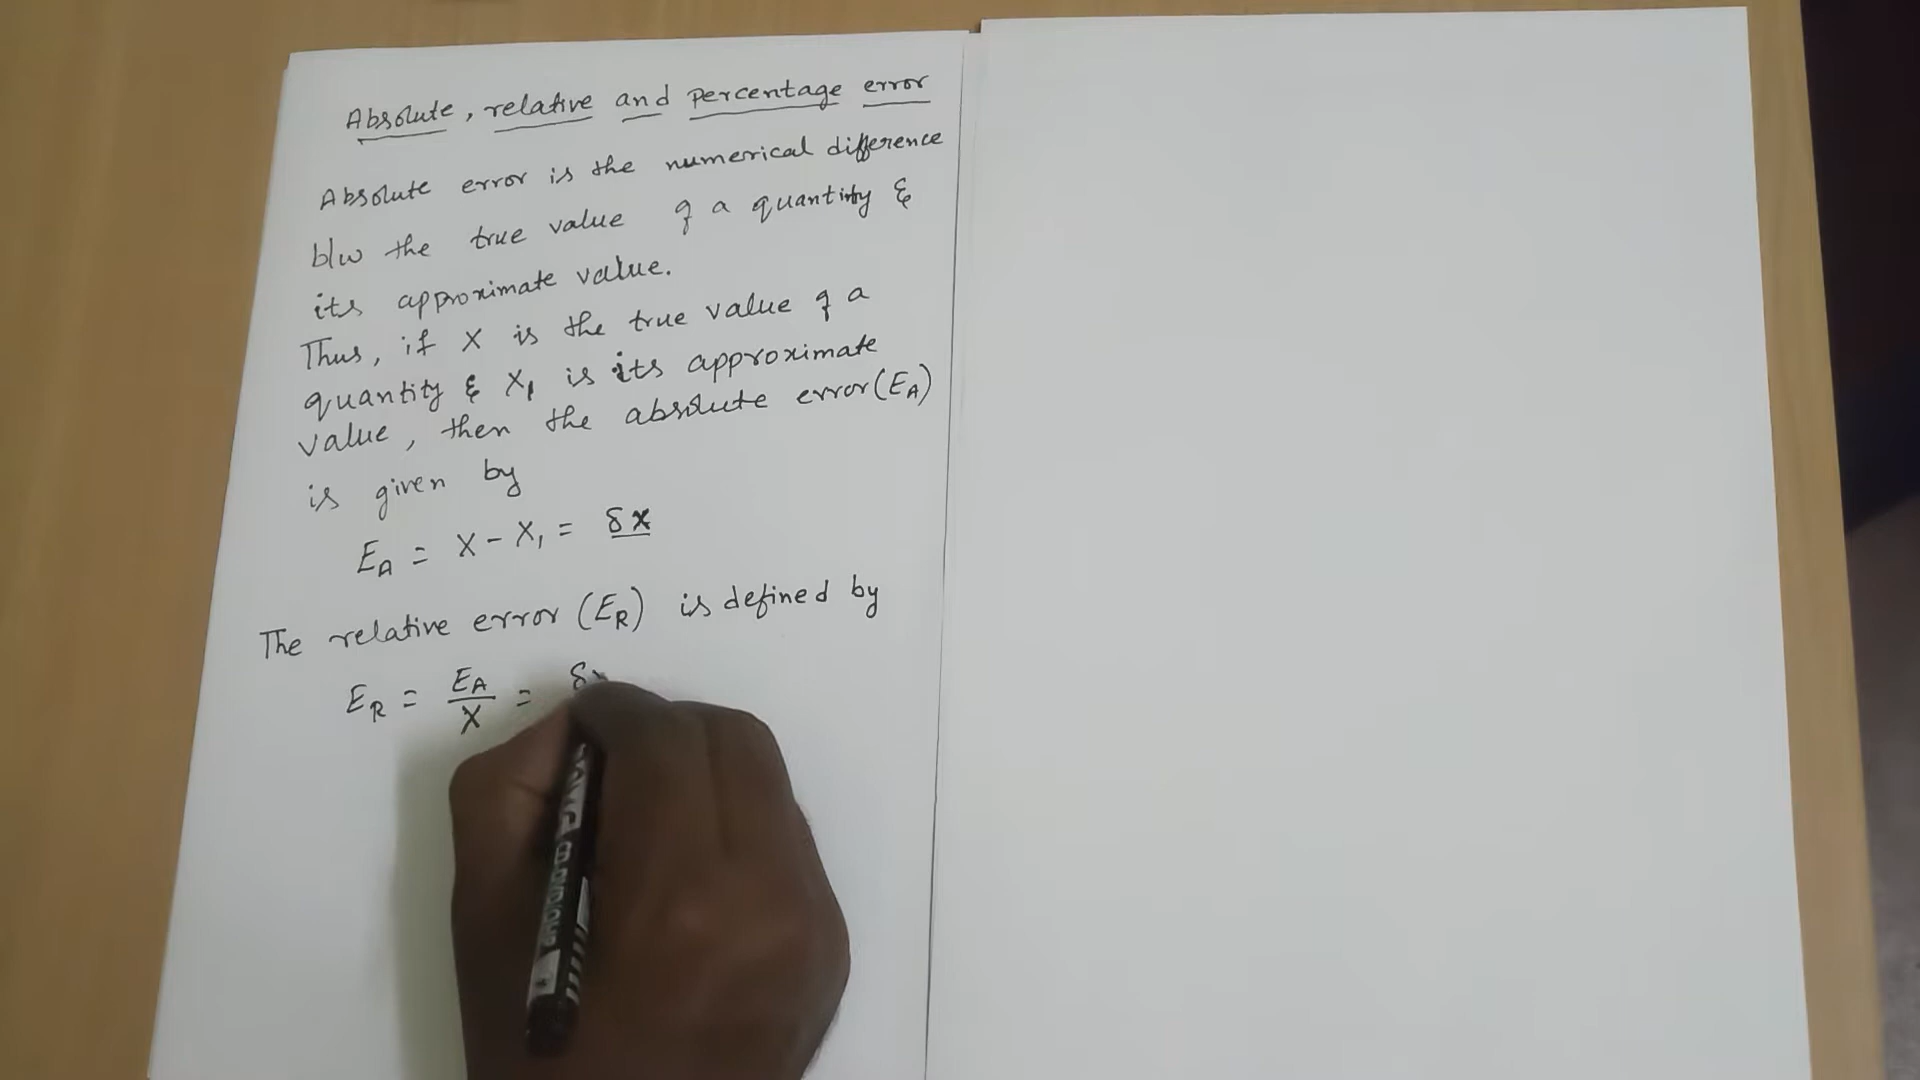 Absolute, relative and percentage error
Absolute error is the numerical difference
b/w the true value of a quantity &
its approximate value.
Thus, if X is the true value of a
quantity & X₁ is its approximate
value, then the absolute error (E_A)
is given by
E_A = X - X₁ = δx
The relative error (E_R) is defined by
E_R = E_A/X = δx